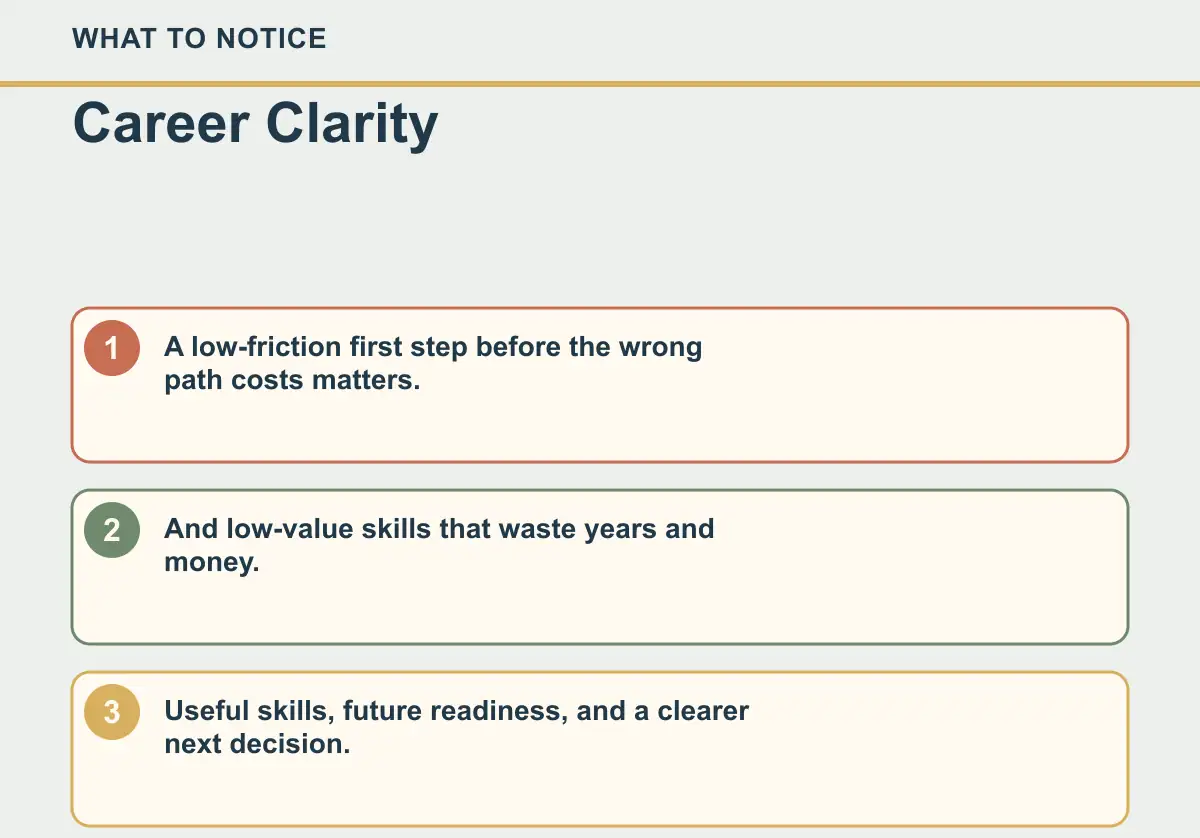 WHAT TO NOTICE
Career Clarity
1
A low-friction first step before the wrong
path costs matters.
2
And low-value skills that waste years and
money.
3
Useful skills, future readiness, and a clearer
next decision.